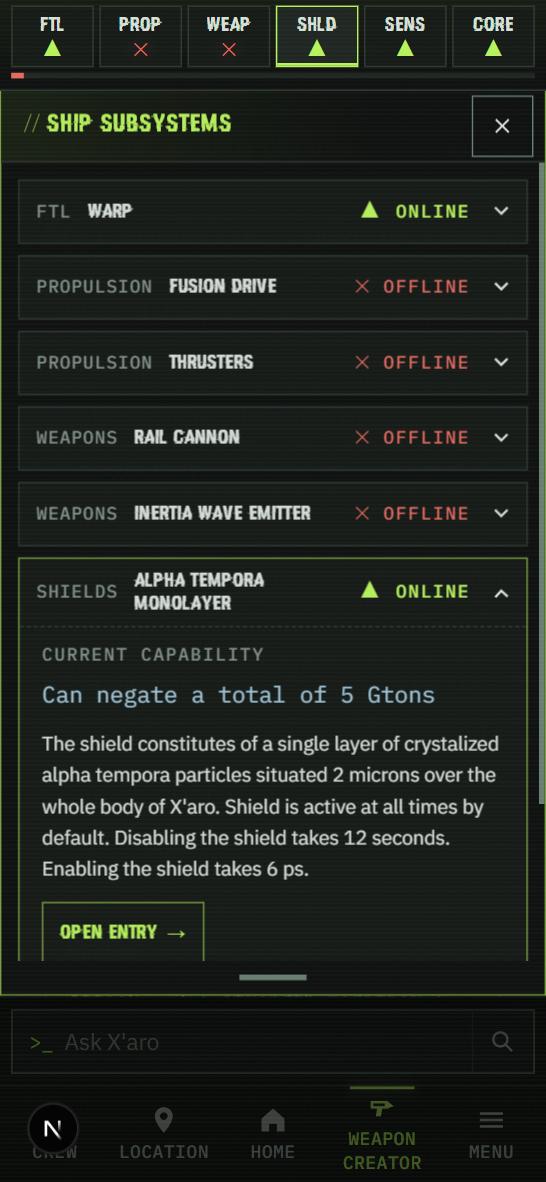 FTL PROP WEAP SHLD SENS CORE
// SHIP SUBSYSTEMS
FTL WARP ONLINE
PROPULSION FUSION DRIVE OFFLINE
PROPULSION THRUSTERS OFFLINE
WEAPONS RAIL CANNON OFFLINE
WEAPONS INERTIA WAVE EMITTER OFFLINE
SHIELDS ALPHA TEMPORA MONOLAYER ONLINE
CURRENT CAPABILITY
Can negate a total of 5 Gtons
The shield constitutes of a single layer of crystalized
alpha tempora particles situated 2 microns over the
whole body of X'aro. Shield is active at all times by
default. Disabling the shield takes 12 seconds.
Enabling the shield takes 6 ps.
OPEN ENTRY →
>_ Ask X'aro
N
CREW LOCATION HOME WEAPON CREATOR MENU